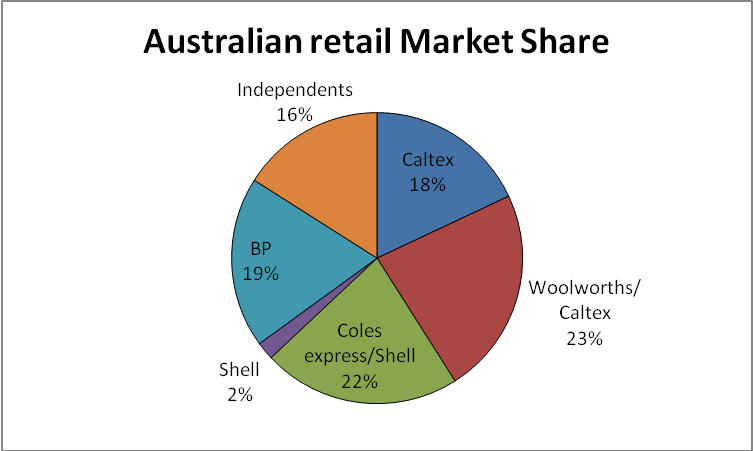 Australian retail Market Share
Independents
16%
Caltex
18%
Woolworths/
Caltex
23%
Coles
express/Shell
22%
Shell
2%
BP
19%